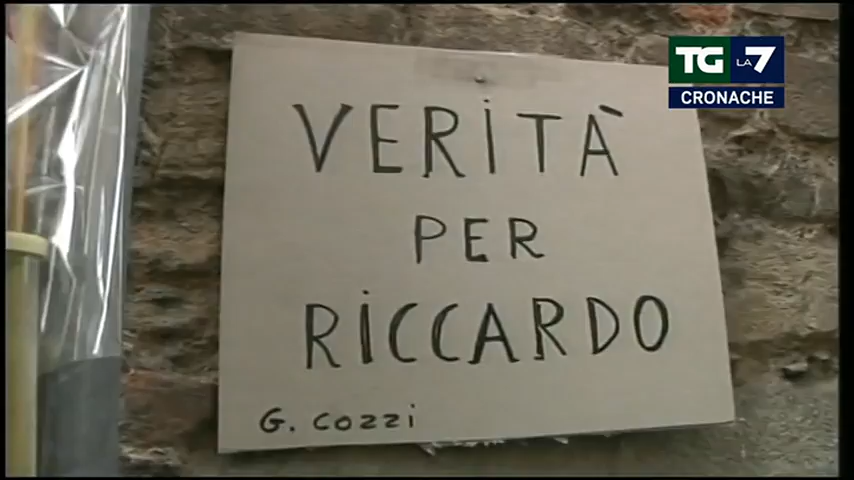 TG LA 7
CRONACHE
VERITÀ
PER
RICCARDO
G. COZZI